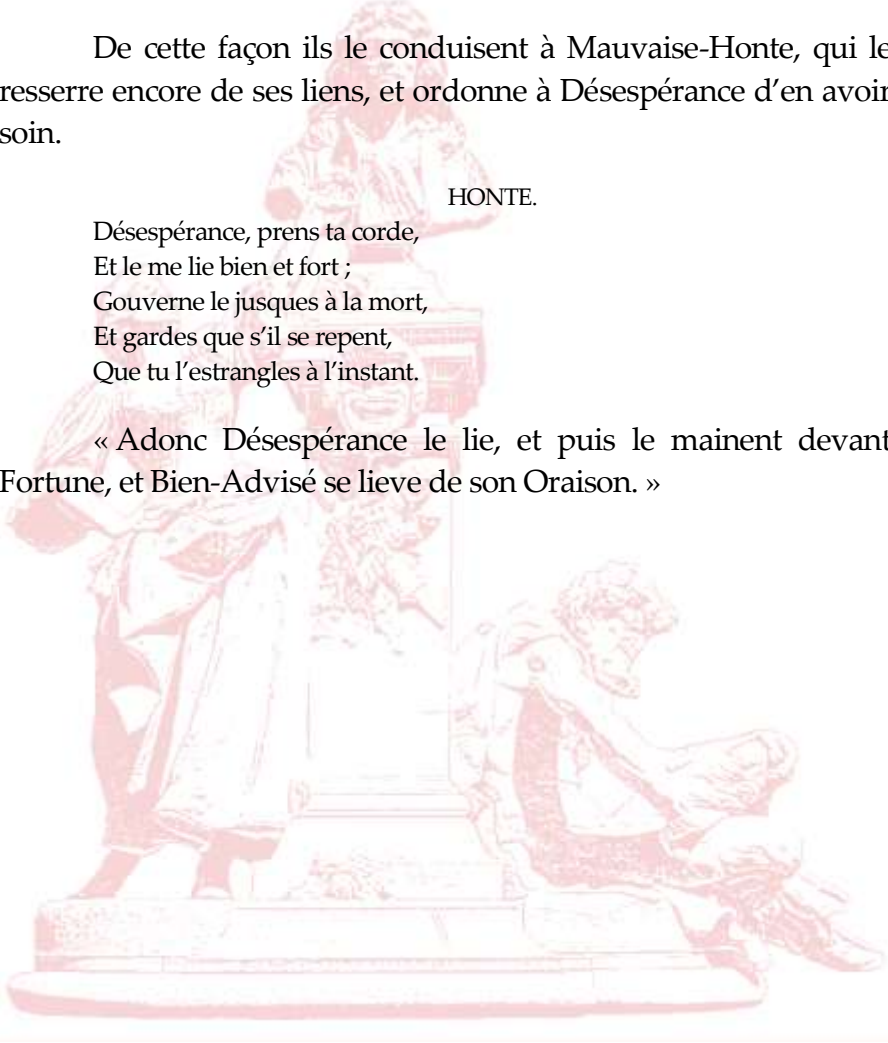 De cette façon ils le conduisent à Mauvaise-Honte, qui le
resserre encore de ses liens, et ordonne à Désespérance d’en avoir
soin.
HONTE.
Désespérance, prens ta corde,
Et le me lie bien et fort ;
Gouverne le jusques à la mort,
Et gardes que s’il se repent,
Que tu l’estrangles à l’instant.
« Adonc Désespérance le lie, et puis le mainent devant
Fortune, et Bien-Advisé se lieve de son Oraison. »